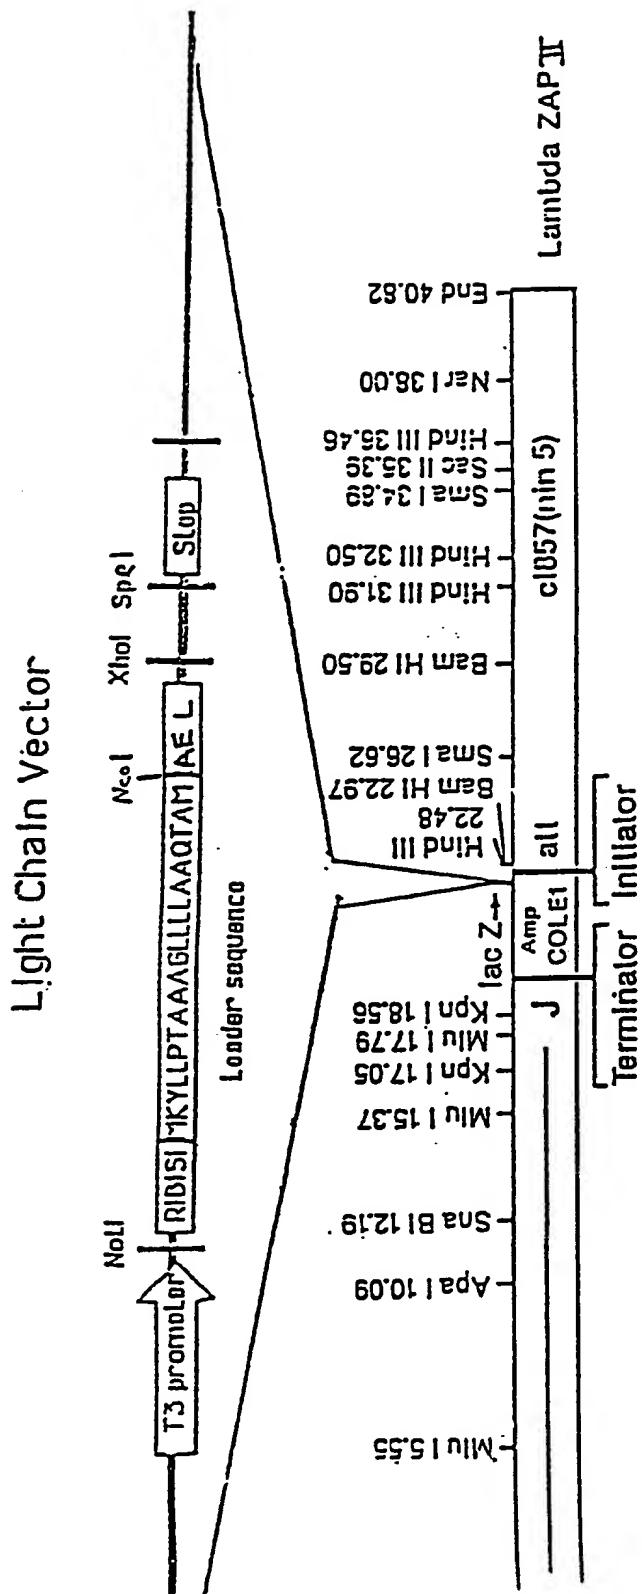 Light Chain Vector
T3 promoter
NotI
RIBISI MKYLLPTAAAGLLLLAAQTAM AE L
Leader sequence
NcoI
XhoI
SpeI
Stop
Mlu I 5.55
Apa I 10.09
Sna BI 12.19
Mlu I 15.37
Kpn I 17.05
Mlu I 17.79
Kpn I 18.56
lac Z→
Hind III
22.48
Bam HI 22.97
Sma I 26.62
Bam HI 29.50
Hind III 31.90
Hind III 32.50
Sma I 34.89
Sac II 35.39
Hind III 35.46
Nar I 38.00
End 40.82
J
Amp
COLE1
att
cI857(nin 5)
Terminator
Initiator
Lambda ZAP II